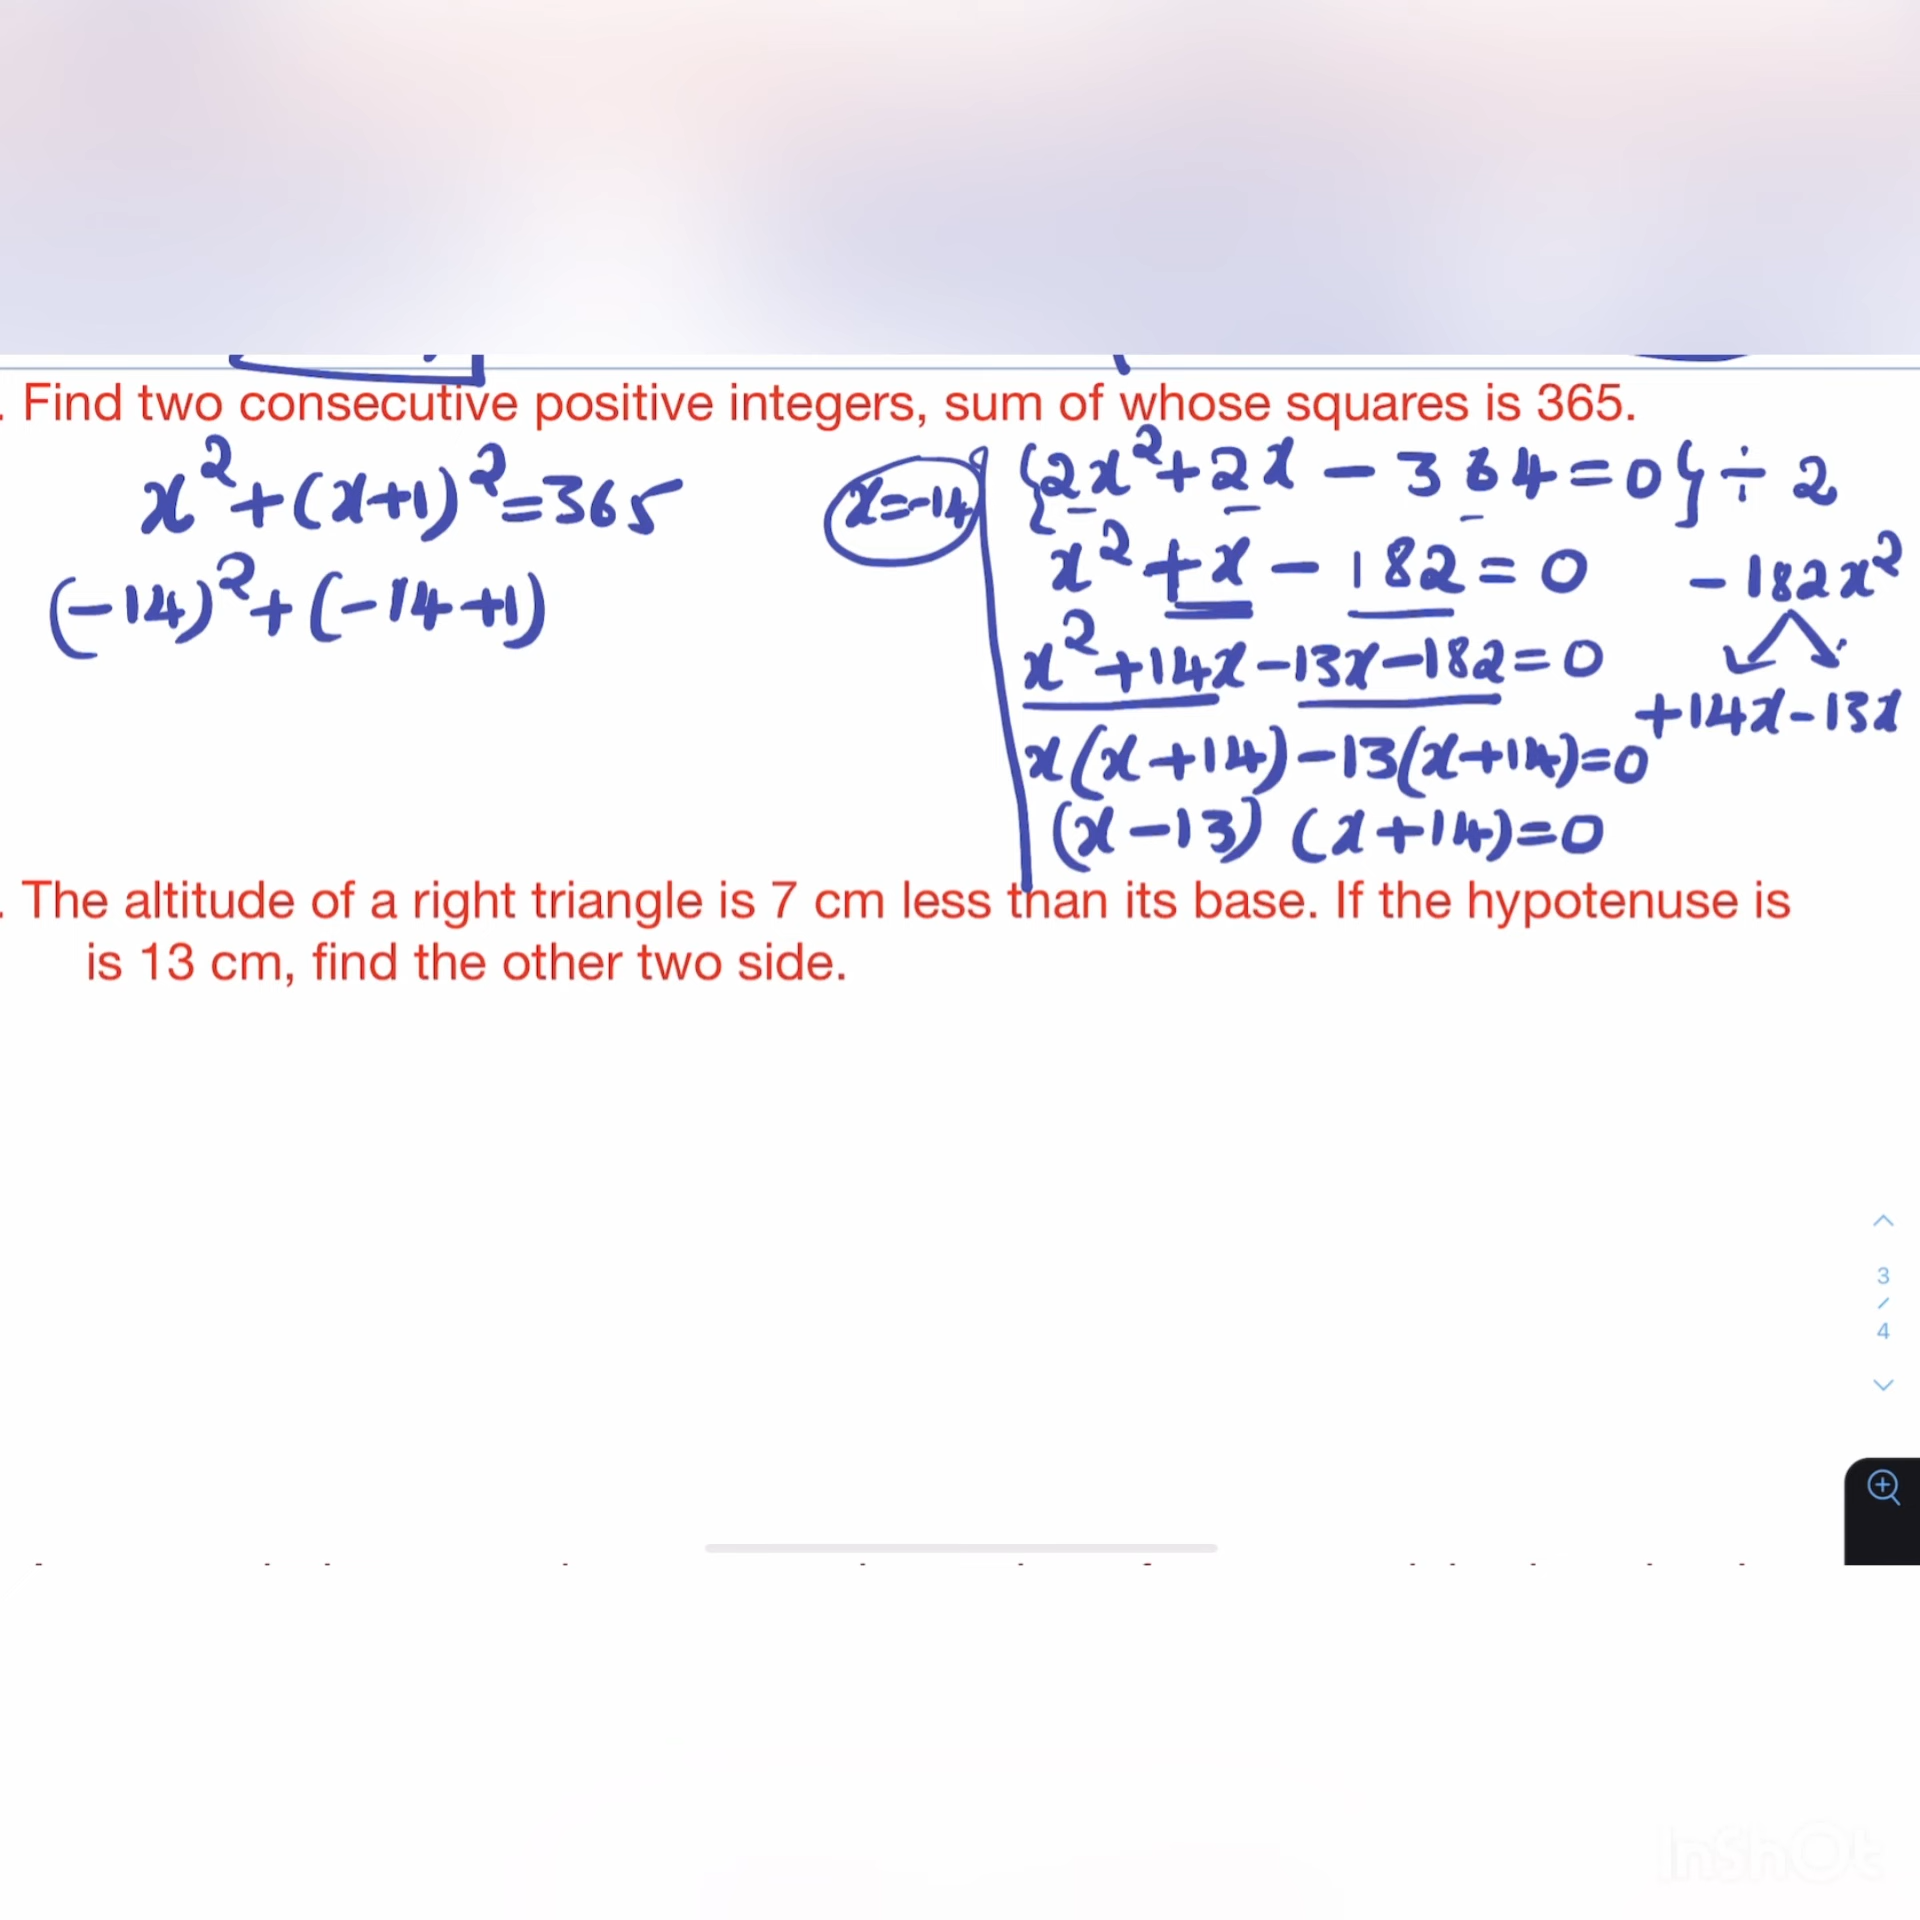 . Find two consecutive positive integers, sum of whose squares is 365.
x²+(x+1)²=365
(-14)²+(-14+1)
x=-14
{2x²+2x-364=0}÷2
x²+x-182=0
-182x²
x²+14x-13x-182=0
+14x-13x
x(x+14)-13(x+14)=0
(x-13)(x+14)=0
. The altitude of a right triangle is 7 cm less than its base. If the hypotenuse is
is 13 cm, find the other two side.
3
/
4
InShOt